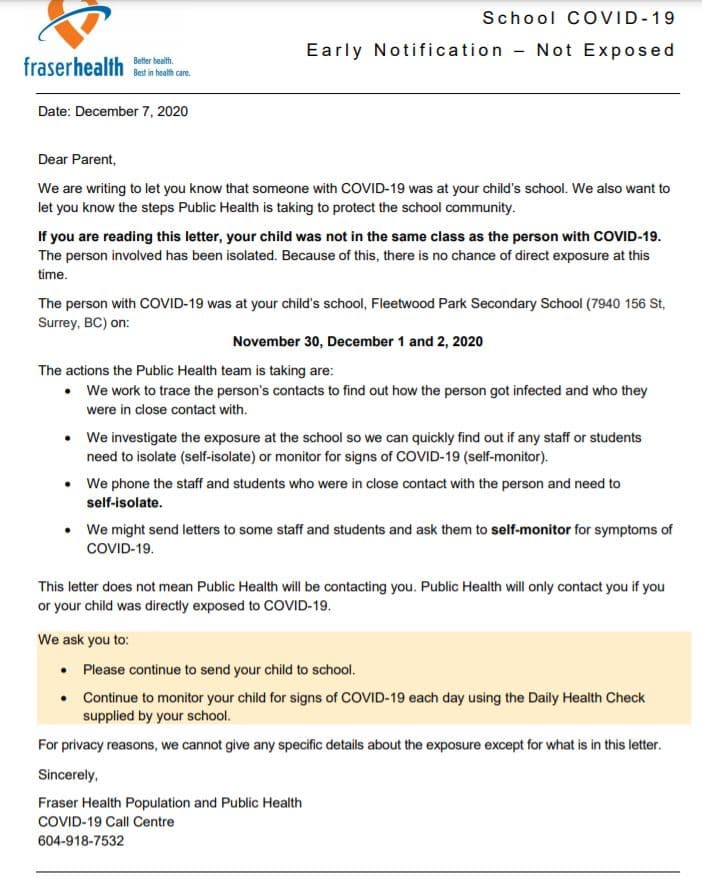 School COVID-19
Early Notification – Not Exposed
fraserhealth
Better health.
Best in health care.
Date: December 7, 2020
Dear Parent,
We are writing to let you know that someone with COVID-19 was at your child's school. We also want to
let you know the steps Public Health is taking to protect the school community.
If you are reading this letter, your child was not in the same class as the person with COVID-19.
The person involved has been isolated. Because of this, there is no chance of direct exposure at this
time.
The person with COVID-19 was at your child's school, Fleetwood Park Secondary School (7940 156 St,
Surrey, BC) on:
November 30, December 1 and 2, 2020
The actions the Public Health team is taking are:
• We work to trace the person's contacts to find out how the person got infected and who they
were in close contact with.
• We investigate the exposure at the school so we can quickly find out if any staff or students
need to isolate (self-isolate) or monitor for signs of COVID-19 (self-monitor).
• We phone the staff and students who were in close contact with the person and need to
self-isolate.
• We might send letters to some staff and students and ask them to self-monitor for symptoms of
COVID-19.
This letter does not mean Public Health will be contacting you. Public Health will only contact you if you
or your child was directly exposed to COVID-19.
We ask you to:
• Please continue to send your child to school.
• Continue to monitor your child for signs of COVID-19 each day using the Daily Health Check
supplied by your school.
For privacy reasons, we cannot give any specific details about the exposure except for what is in this letter.
Sincerely,
Fraser Health Population and Public Health
COVID-19 Call Centre
604-918-7532